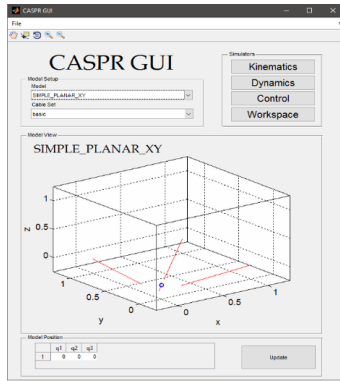 CASPR GUI
File
CASPR GUI
Model Setup
Model
SIMPLE_PLANAR_XY
Cable Set
basic
Simulators
Kinematics
Dynamics
Control
Workspace
Model View
SIMPLE_PLANAR_XY
1
0.5
0
z
1
0.5
0
y
0
0.5
1
x
Model Position
q1 q2 q3
1 0 0 0
Update